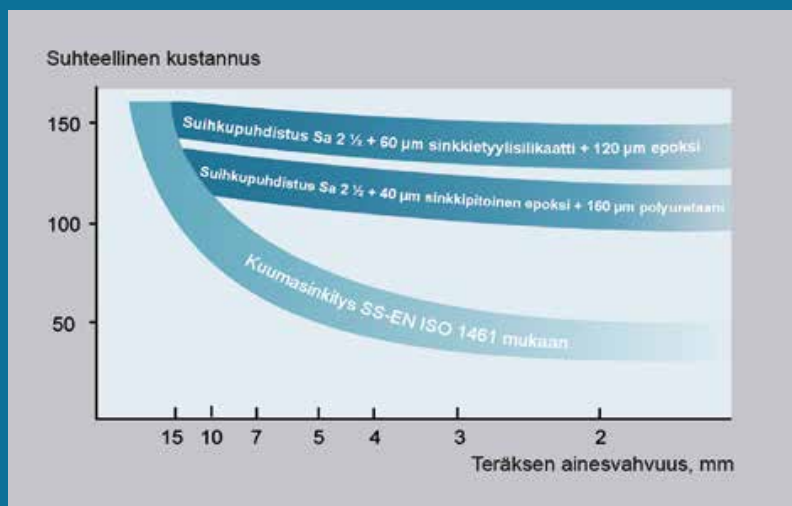 Suhteellinen kustannus
150
100
50
Suihkupuhdistus Sa 2 ½ + 60 µm sinkkietyylisilikaatti + 120 µm epoksi
Suihkupuhdistus Sa 2 ½ + 40 µm sinkkipitoinen epoksi + 160 µm polyuretaani
Kuumasinkitys SS-EN ISO 1461 mukaan
15 10 7 5 4 3 2
Teräksen ainesvahvuus, mm